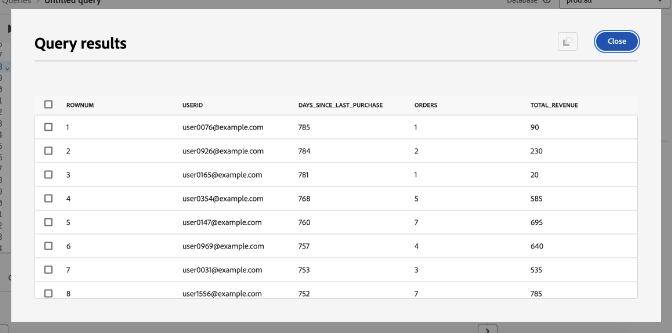 Queries
Untitled query
Database
prod:all
Query results
Close
ROWNUM USERID DAYS_SINCE_LAST_PURCHASE ORDERS TOTAL_REVENUE
1 user0076@example.com 785 1 90
2 user0926@example.com 784 2 230
3 user0165@example.com 781 1 20
4 user0354@example.com 768 5 585
5 user0147@example.com 760 7 695
6 user0969@example.com 757 4 640
7 user0031@example.com 753 3 535
8 user1556@example.com 752 7 785